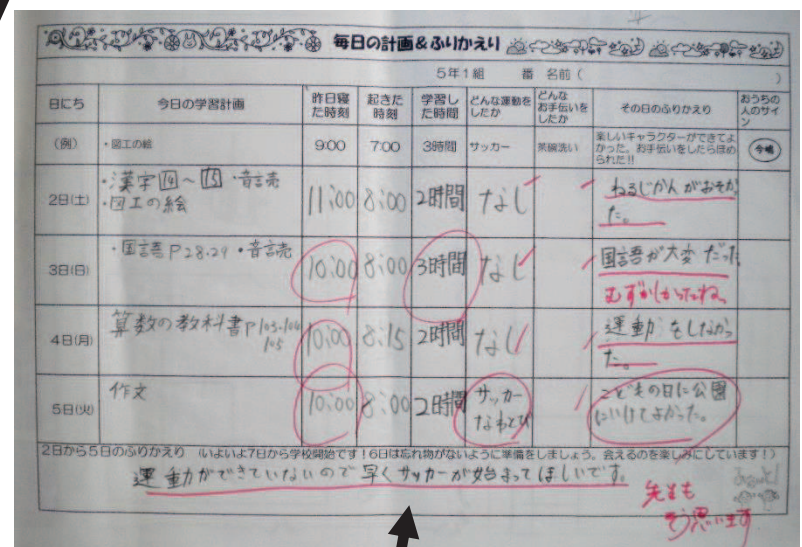 毎日の計画&ふりかえり
5年1組 番 名前( )
日にち 今日の学習計画 昨日寝た時刻 起きた時刻 学習した時間 どんな運動をしたか どんなお手伝いをしたか その日のふりかえり おうちの人のサイン
(例) ・図工の絵 9:00 7:00 3時間 サッカー 茶碗洗い 楽しいキャラクターができてよかった。お手伝いをしたらほめられた!!
2日(土) ・漢字⑭~⑮ ・音読 11:00 8:00 2時間 なし ねるじかんがおそかった。
・図工の絵
3日(日) ・国語P28.29 ・音読 10:00 8:00 3時間 なし 国語が大変だった
むずかしかったね。
4日(月) 算数の教科書P103.104 10:00 8:15 2時間 なし 運動をしなかった。
105
5日(火) 作文 10:00 8:00 2時間 サッカー なわとび こどもの日に公園にいけてよかった。
2日から5日のふりかえり (いよいよ7日から学校開始です!6日は忘れ物がないように準備をしましょう。会えるのを楽しみにしています!)
運動ができていないので早くサッカーが始まってほしいです。
先生も
そう思います